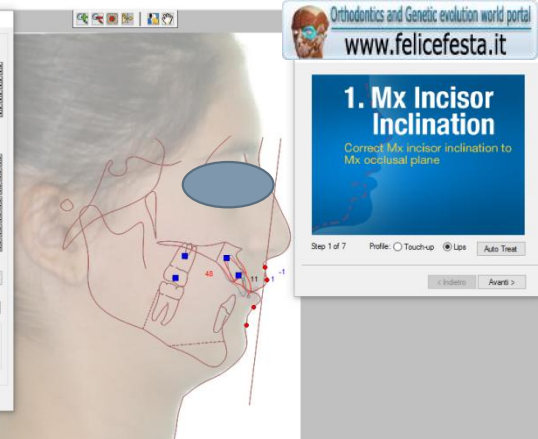 Orthodontics and Genetic evolution world portal
www.felicefesta.it
1. Mx Incisor
Inclination
Correct Mx incisor inclination to
Mx occlusal plane
Step 1 of 7
Profile:
Touch-up
Lips
Auto Treat
< Indietro
Avanti >
48
11
1
-1